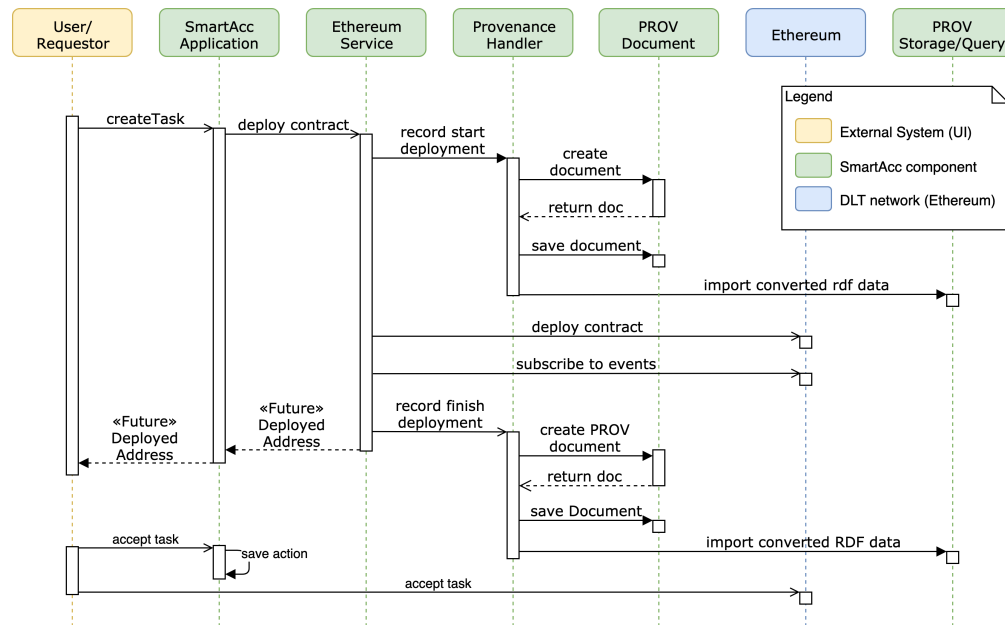 User/
Requestor
SmartAcc
Application
Ethereum
Service
Provenance
Handler
PROV
Document
Ethereum
PROV
Storage/Query
Legend
External System (UI)
SmartAcc component
DLT network (Ethereum)
createTask
deploy contract
record start
deployment
create
document
return doc
save document
import converted rdf data
deploy contract
subscribe to events
«Future»
Deployed
Address
«Future»
Deployed
Address
record finish
deployment
create PROV
document
return doc
save Document
import converted RDF data
accept task
save action
accept task